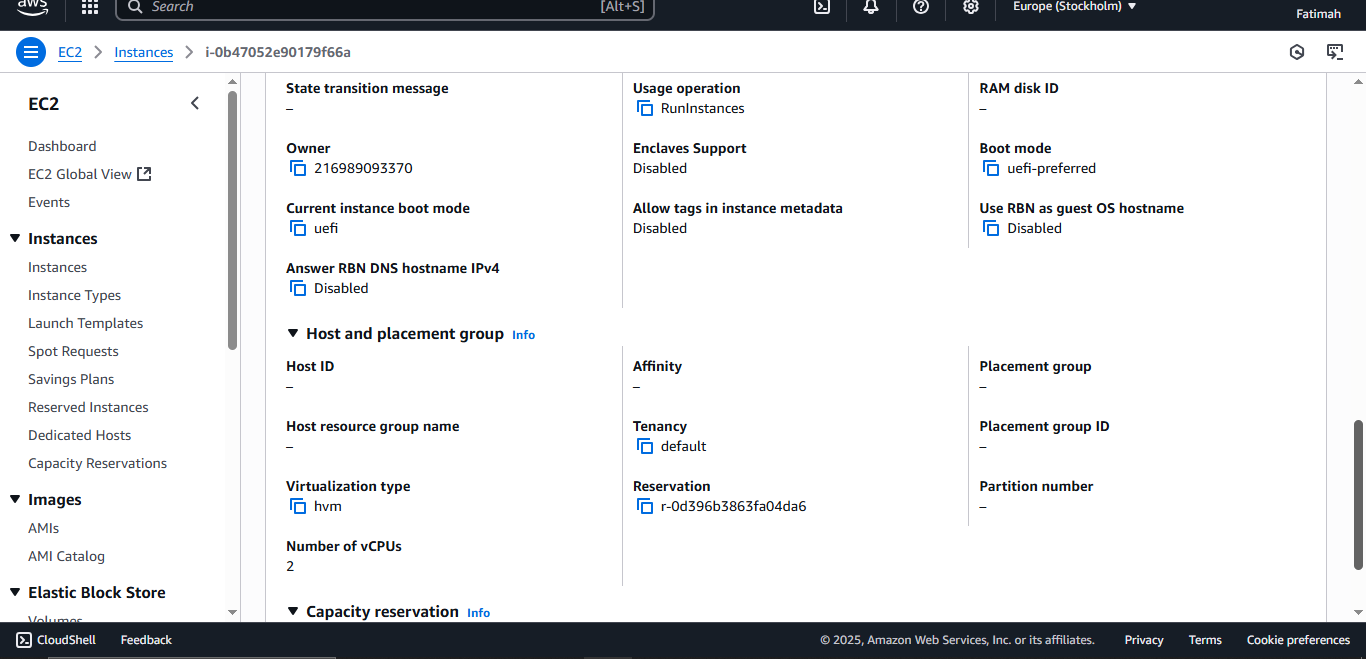 aws
Search [Alt+S]
Europe (Stockholm) ▼
Fatimah
EC2 > Instances > i-0b47052e90179f66a
EC2
Dashboard
EC2 Global View
Events
Instances
Instances
Instance Types
Launch Templates
Spot Requests
Savings Plans
Reserved Instances
Dedicated Hosts
Capacity Reservations
Images
AMIs
AMI Catalog
Elastic Block Store
Volumes
State transition message
–
Usage operation
RunInstances
RAM disk ID
–
Owner
216989093370
Enclaves Support
Disabled
Boot mode
uefi-preferred
Current instance boot mode
uefi
Allow tags in instance metadata
Disabled
Use RBN as guest OS hostname
Disabled
Answer RBN DNS hostname IPv4
Disabled
Host and placement group Info
Host ID
–
Affinity
–
Placement group
–
Host resource group name
–
Tenancy
default
Placement group ID
–
Virtualization type
hvm
Reservation
r-0d396b3863fa04da6
Partition number
–
Number of vCPUs
2
Capacity reservation Info
CloudShell Feedback © 2025, Amazon Web Services, Inc. or its affiliates. Privacy Terms Cookie preferences